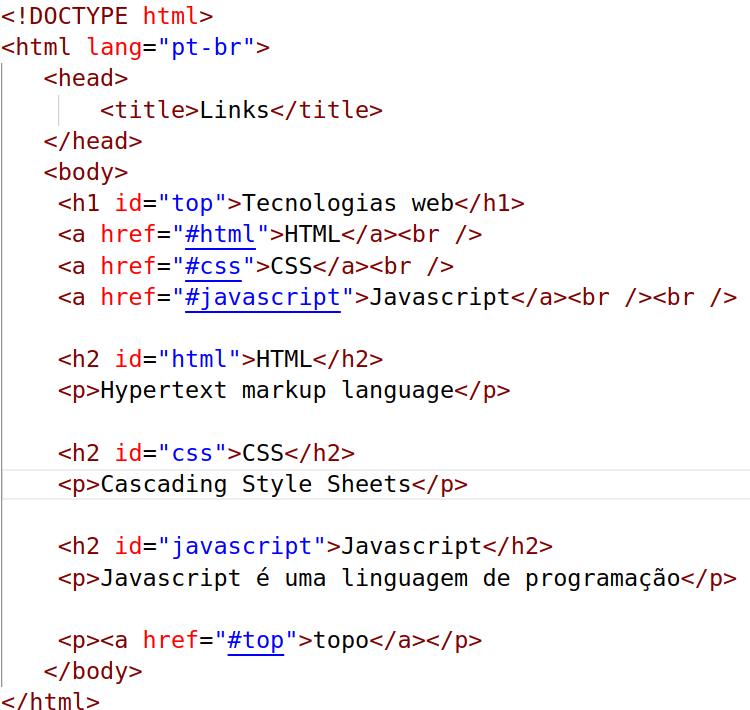 <!DOCTYPE html>
<html lang="pt-br">
<head>
<title>Links</title>
</head>
<body>
<h1 id="top">Tecnologias web</h1>
<a href="#html">HTML</a><br />
<a href="#css">CSS</a><br />
<a href="#javascript">Javascript</a><br /><br />
<h2 id="html">HTML</h2>
<p>Hypertext markup language</p>
<h2 id="css">CSS</h2>
<p>Cascading Style Sheets</p>
<h2 id="javascript">Javascript</h2>
<p>Javascript é uma linguagem de programação</p>
<p><a href="#top">topo</a></p>
</body>
</html>